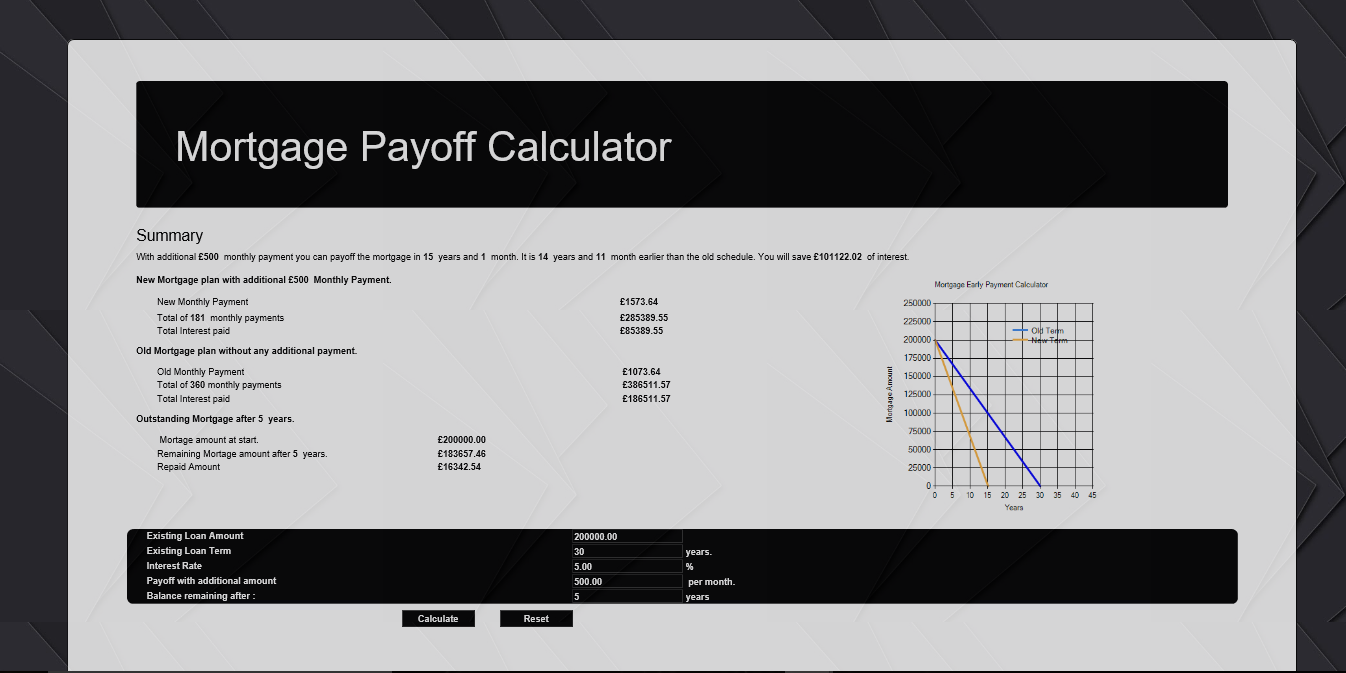 Mortgage Payoff Calculator
Summary
With additional £500 monthly payment you can payoff the mortgage in 15 years and 1 month. It is 14 years and 11 month earlier than the old schedule. You will save £101122.02 of interest.
New Mortgage plan with additional £500 Monthly Payment.
New Monthly Payment £1573.64
Total of 181 monthly payments £285389.55
Total Interest paid £85389.55
Old Mortgage plan without any additional payment.
Old Monthly Payment £1073.64
Total of 360 monthly payments £386511.57
Total Interest paid £186511.57
Outstanding Mortgage after 5 years.
Mortage amount at start. £200000.00
Remaining Mortage amount after 5 years. £183657.46
Repaid Amount £16342.54
Mortgage Early Payment Calculator
250000
225000
200000
175000
150000
125000
100000
75000
50000
25000
0
Mortgage Amount
Old Term
New Term
0 5 10 15 20 25 30 35 40 45
Years
Existing Loan Amount 200000.00
Existing Loan Term 30 years.
Interest Rate 5.00 %
Payoff with additional amount 500.00 per month.
Balance remaining after : 5 years
Calculate Reset